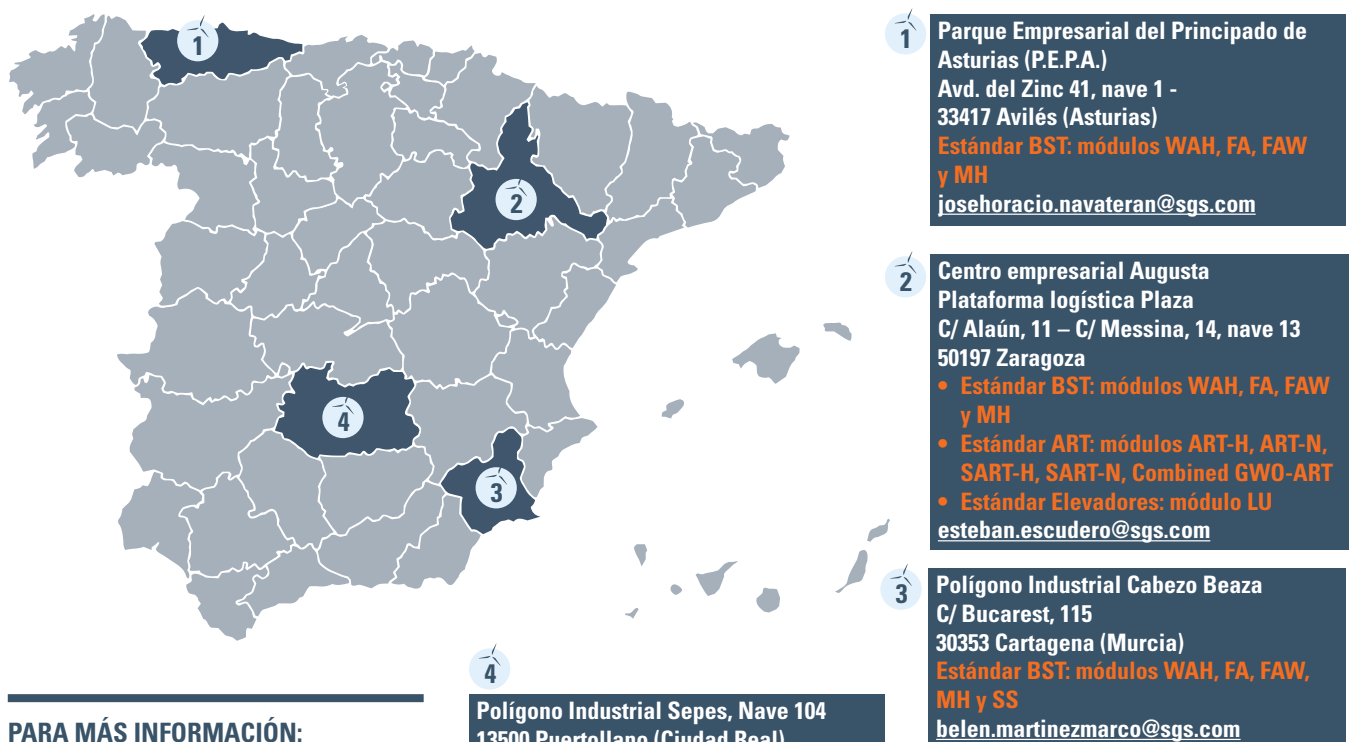 1
2
3
4
1
Parque Empresarial del Principado de
Asturias (P.E.P.A.)
Avd. del Zinc 41, nave 1 -
33417 Avilés (Asturias)
Estándar BST: módulos WAH, FA, FAW
y MH
josehoracio.navateran@sgs.com
2
Centro empresarial Augusta
Plataforma logística Plaza
C/ Alaún, 11 – C/ Messina, 14, nave 13
50197 Zaragoza
• Estándar BST: módulos WAH, FA, FAW
y MH
• Estándar ART: módulos ART-H, ART-N,
SART-H, SART-N, Combined GWO-ART
• Estándar Elevadores: módulo LU
esteban.escudero@sgs.com
3
Polígono Industrial Cabezo Beaza
C/ Bucarest, 115
30353 Cartagena (Murcia)
Estándar BST: módulos WAH, FA, FAW,
MH y SS
belen.martinezmarco@sgs.com
4
Polígono Industrial Sepes, Nave 104
13500 Puertollano (Ciudad Real)
PARA MÁS INFORMACIÓN: